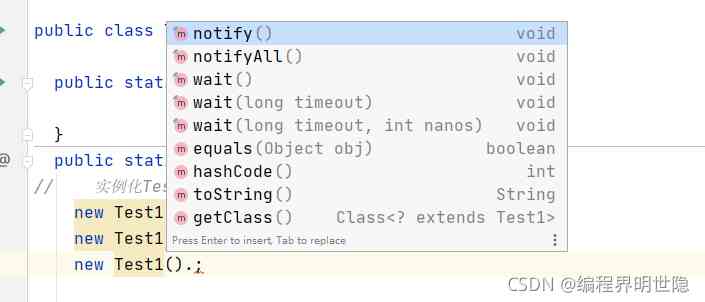 public class
notify() void
notifyAll() void
public stat
wait() void
wait(long timeout) void
wait(long timeout, int nanos) void
}
equals(Object obj) boolean
public stat
hashCode() int
// 实例化Tes
toString() String
new Test1
getClass() Class<? extends Test1>
new Test1
Press Enter to insert, Tab to replace
new Test1().;
CSDN @编程界明世隐